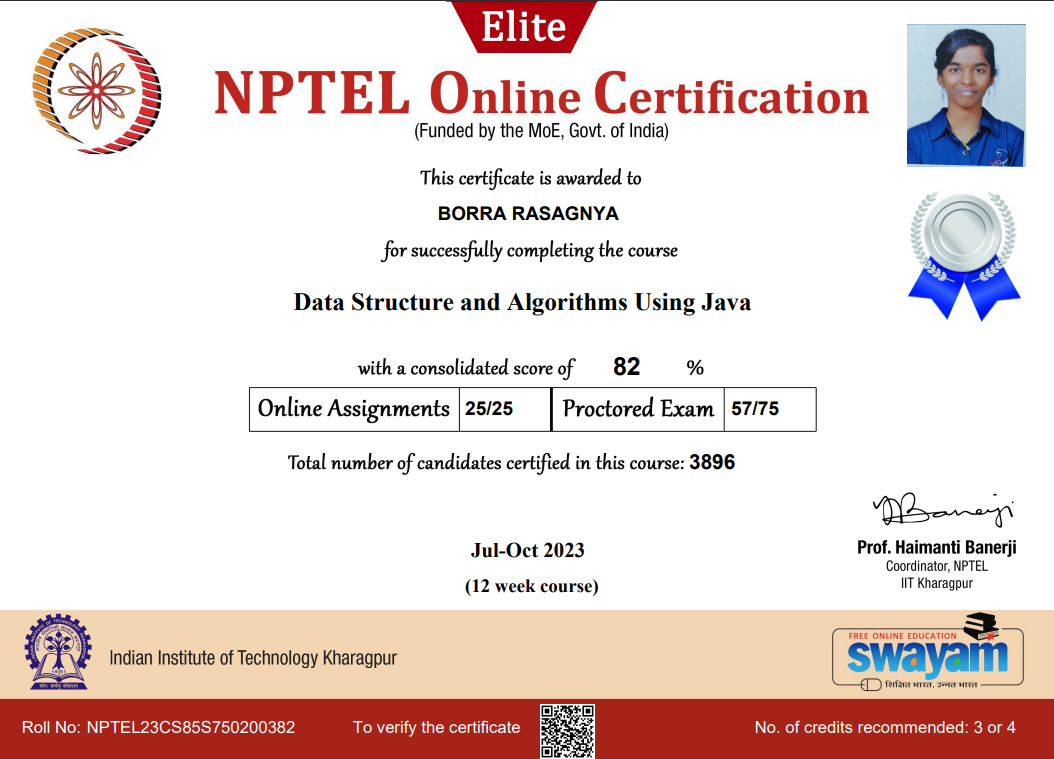 Elite
NPTEL Online Certification
(Funded by the MoE, Govt. of India)
This certificate is awarded to
BORRA RASAGNYA
for successfully completing the course
Data Structure and Algorithms Using Java
with a consolidated score of 82 %
Online Assignments 25/25 Proctored Exam 57/75
Total number of candidates certified in this course: 3896
Jul-Oct 2023
(12 week course)
Banerji
Prof. Haimanti Banerji
Coordinator, NPTEL
IIT Kharagpur
Indian Institute of Technology Kharagpur
FREE ONLINE EDUCATION
swayam
शिक्षित भारत, उन्नत भारत
Roll No: NPTEL23CS85S750200382
To verify the certificate
No. of credits recommended: 3 or 4